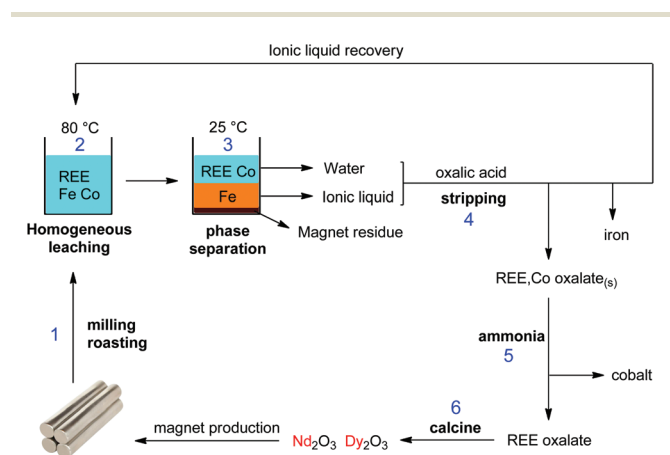 Ionic liquid recovery
80 °C
2
REE
Fe Co
Homogeneous
leaching
25 °C
3
REE Co
Fe
phase
separation
Water
Ionic liquid
Magnet residue
oxalic acid
stripping
4
iron
REE,Co oxalate(s)
ammonia
5
cobalt
REE oxalate
6
calcine
Nd2O3 Dy2O3
magnet production
1
milling
roasting